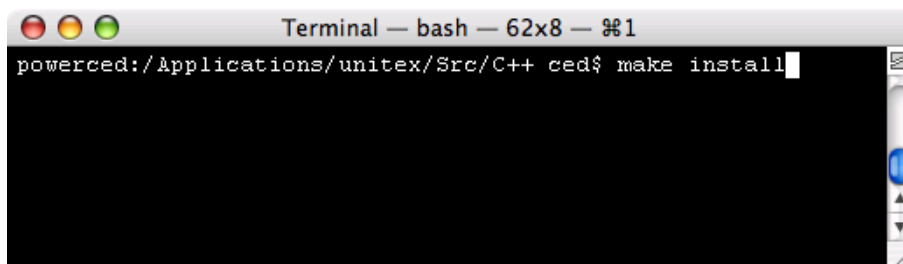 Terminal — bash — 62x8 — ⌘1
powerced:/Applications/unitex/Src/C++ ced$ make install